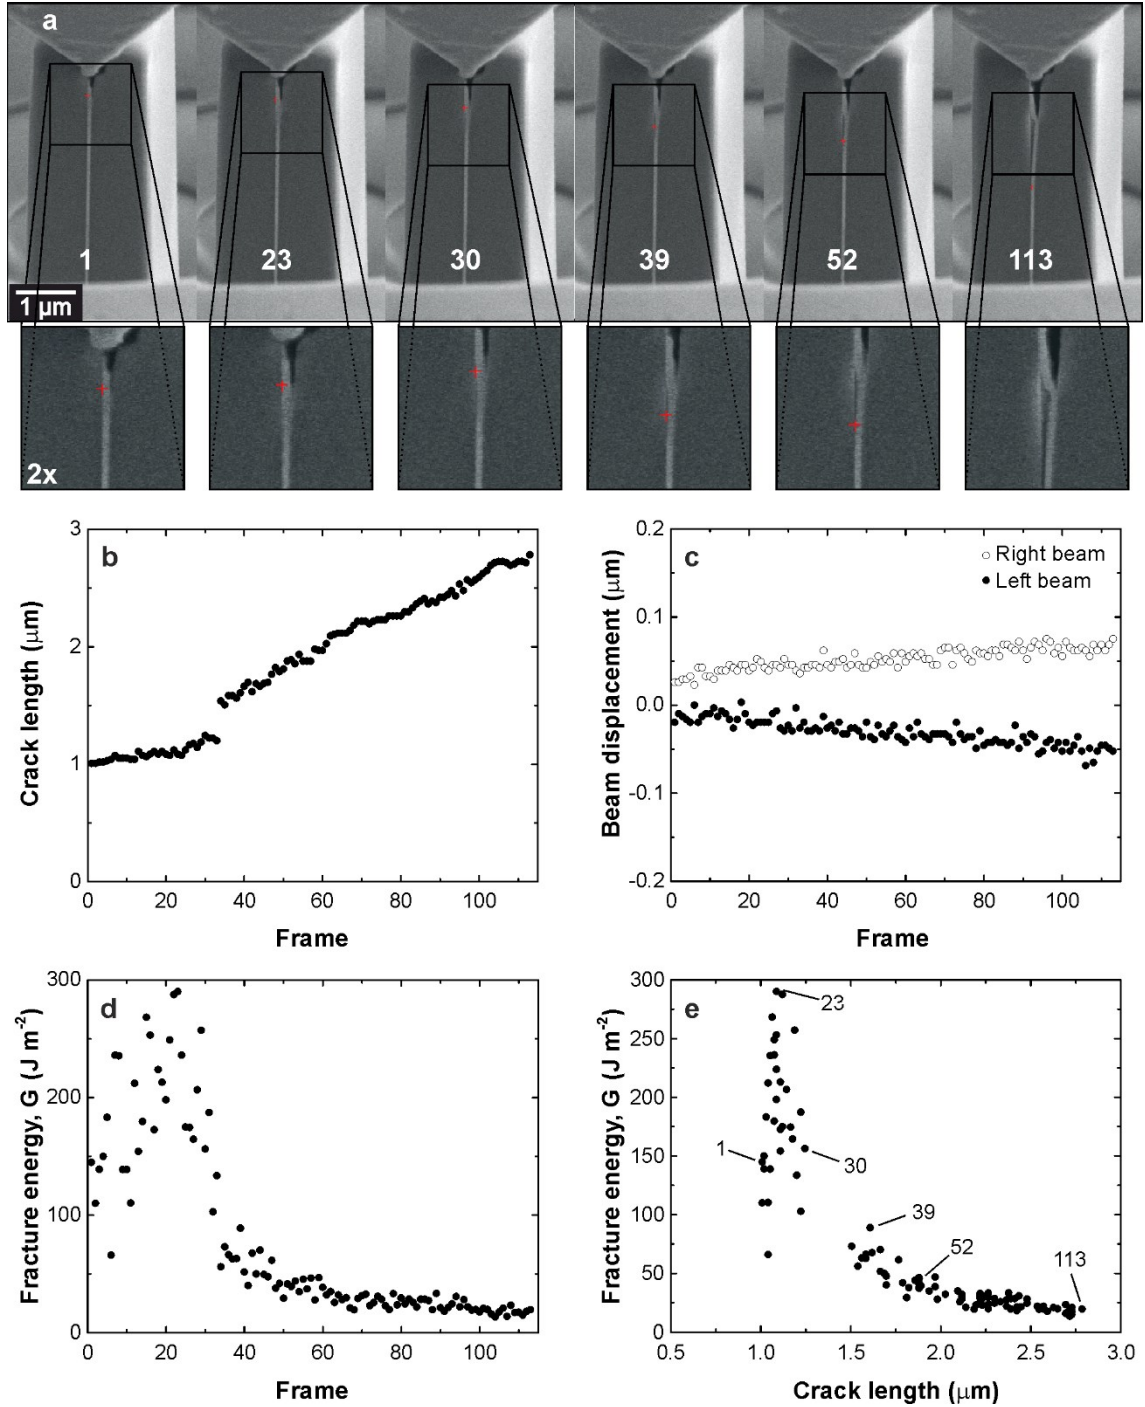 a
1 23 30 39 52 113
1 µm
2x
b
Crack length (µm)
3
2
1
0
0 20 40 60 80 100
Frame
c
Beam displacement (µm)
○ Right beam
● Left beam
0.2
0.1
0.0
-0.1
-0.2
0 20 40 60 80 100
Frame
d
Fracture energy, G (J m⁻²)
300
200
100
0
0 20 40 60 80 100
Frame
e
Fracture energy, G (J m⁻²)
300
250
200
150
100
50
0
23
1
30
39
52
113
0.5 1.0 1.5 2.0 2.5 3.0
Crack length (µm)